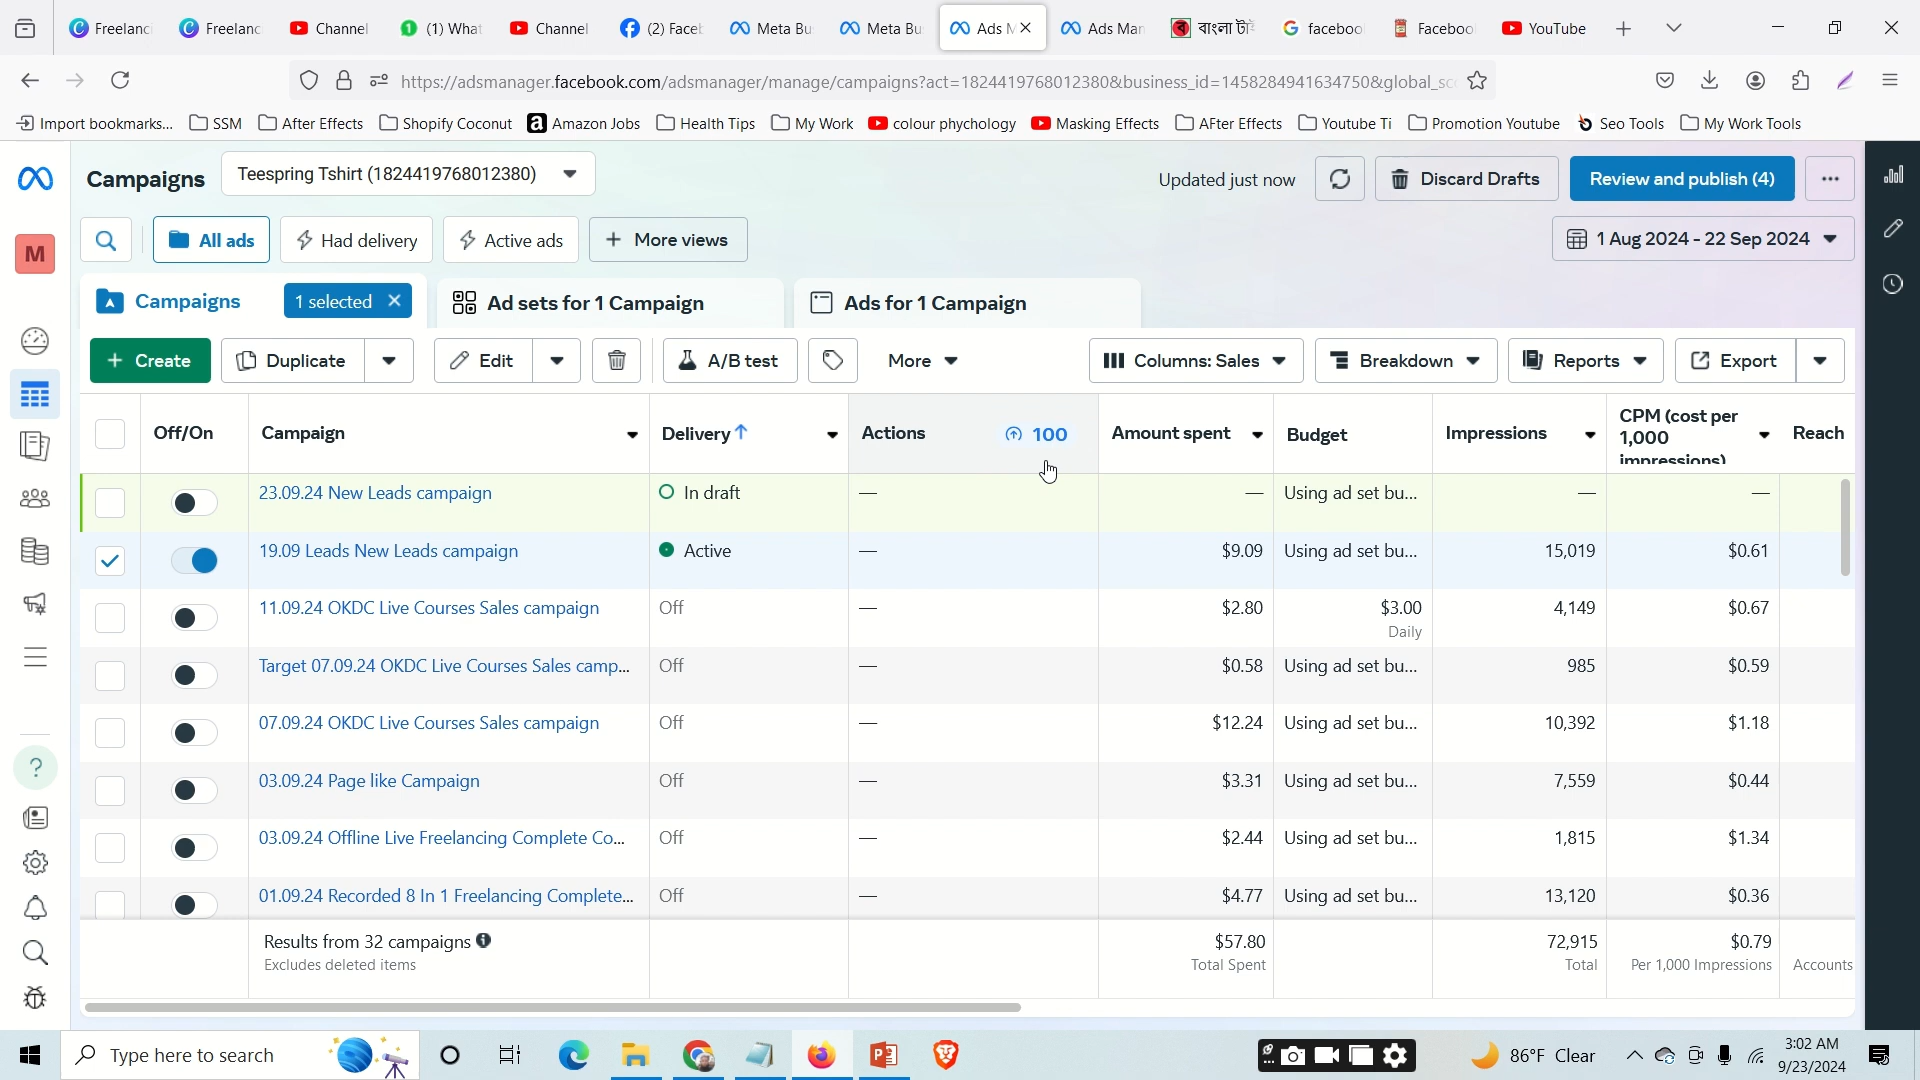 Freelanc
Freelanc
Channel
(1) What
Channel
(2) Faceb
Meta Bu
Meta Bu
Ads M
Ads Man
বাংলা টাই
faceboo
Faceboo
YouTube
https://adsmanager.facebook.com/adsmanager/manage/campaigns?act=1824419768012380&business_id=1458284941634750&global_sc
Import bookmarks...
SSM
After Effects
Shopify Coconut
Amazon Jobs
Health Tips
My Work
colour phychology
Masking Effects
AFter Effects
Youtube Ti
Promotion Youtube
Seo Tools
My Work Tools
Campaigns
Teespring Tshirt (1824419768012380)
Updated just now
Discard Drafts
Review and publish (4)
All ads
Had delivery
Active ads
+ More views
1 Aug 2024 - 22 Sep 2024
M
Campaigns
1 selected
Ad sets for 1 Campaign
Ads for 1 Campaign
+ Create
Duplicate
Edit
A/B test
More
Columns: Sales
Breakdown
Reports
Export
Off/On
Campaign
Delivery↑
Actions
100
Amount spent
Budget
Impressions
CPM (cost per
1,000
impressions)
Reach
23.09.24 New Leads campaign
In draft
—
—
Using ad set bu...
—
—
19.09 Leads New Leads campaign
Active
—
$9.09
Using ad set bu...
15,019
$0.61
11.09.24 OKDC Live Courses Sales campaign
Off
—
$2.80
$3.00
Daily
4,149
$0.67
Target 07.09.24 OKDC Live Courses Sales camp...
Off
—
$0.58
Using ad set bu...
985
$0.59
07.09.24 OKDC Live Courses Sales campaign
Off
—
$12.24
Using ad set bu...
10,392
$1.18
03.09.24 Page like Campaign
Off
—
$3.31
Using ad set bu...
7,559
$0.44
03.09.24 Offline Live Freelancing Complete Co...
Off
—
$2.44
Using ad set bu...
1,815
$1.34
01.09.24 Recorded 8 In 1 Freelancing Complete...
Off
—
$4.77
Using ad set bu...
13,120
$0.36
Results from 32 campaigns
Excludes deleted items
$57.80
Total Spent
72,915
Total
$0.79
Per 1,000 Impressions
Accounts
Type here to search
86°F Clear
3:02 AM
9/23/2024